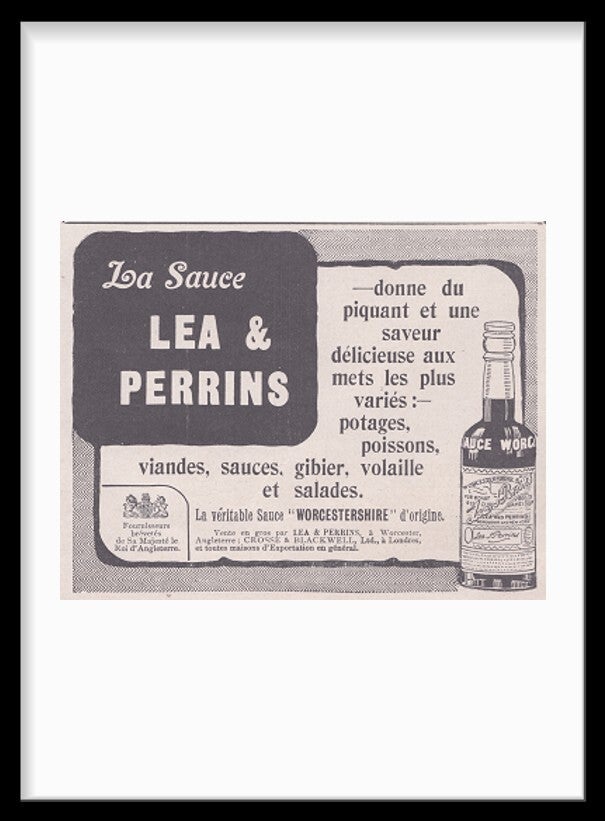 La Sauce
LEA &
PERRINS
—donne du
piquant et une
saveur
délicieuse aux
mets les plus
variés :—
potages,
poissons,
viandes, sauces, gibier, volaille
et salades.
La véritable Sauce "WORCESTERSHIRE" d'origine.
Vente en gros par LEA & PERRINS, à Worcester,
Angleterre ; CROSSE & BLACKWELL, Ltd., à Londres,
et toutes maisons d'Exportation en général.
Fournisseurs
brevetés
de Sa Majesté le
Roi d'Angleterre.
AUCE WORC
Lea & Perrins